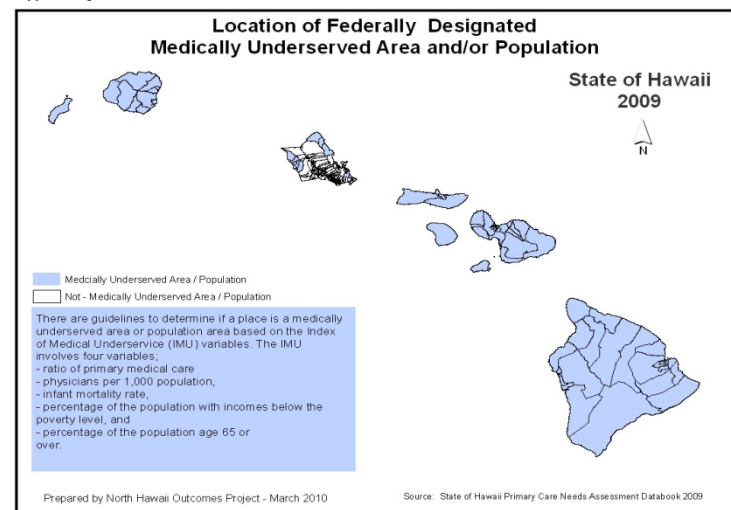 Location of Federally Designated
Medically Underserved Area and/or Population
State of Hawaii
2009
N
Medcially Underserved Area / Population
Not - Medically Underserved Area / Population
There are guidelines to determine if a place is a medically
underserved area or population area based on the Index
of Medical Underservice (IMU) variables. The IMU
involves four variables;
- ratio of primary medical care
- physicians per 1,000 population,
- infant mortality rate,
- percentage of the population with incomes below the
poverty level, and
- percentage of the population age 65 or
over.
Prepared by North Hawaii Outcomes Project - March 2010
Source: State of Hawaii Primary Care Needs Assessment Databook 2009